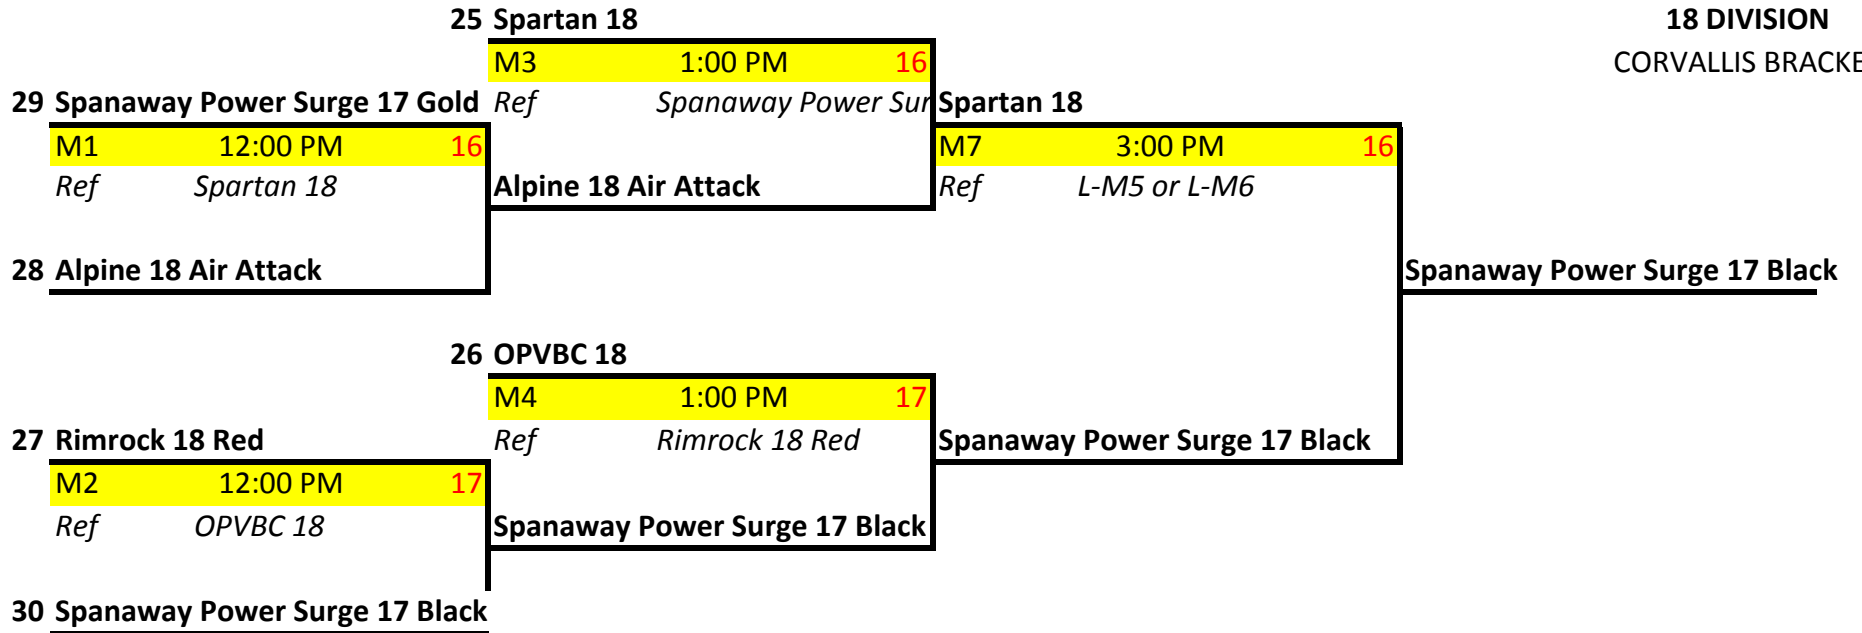 25 Spartan 18
18 DIVISION
M3 1:00 PM 16
CORVALLIS BRACKE
29 Spanaway Power Surge 17 Gold
Ref Spanaway Power Sur
Spartan 18
M1 12:00 PM 16
M7 3:00 PM 16
Ref Spartan 18
Alpine 18 Air Attack
Ref L-M5 or L-M6
28 Alpine 18 Air Attack
Spanaway Power Surge 17 Black
26 OPVBC 18
M4 1:00 PM 17
27 Rimrock 18 Red
Ref Rimrock 18 Red
Spanaway Power Surge 17 Black
M2 12:00 PM 17
Ref OPVBC 18
Spanaway Power Surge 17 Black
30 Spanaway Power Surge 17 Black